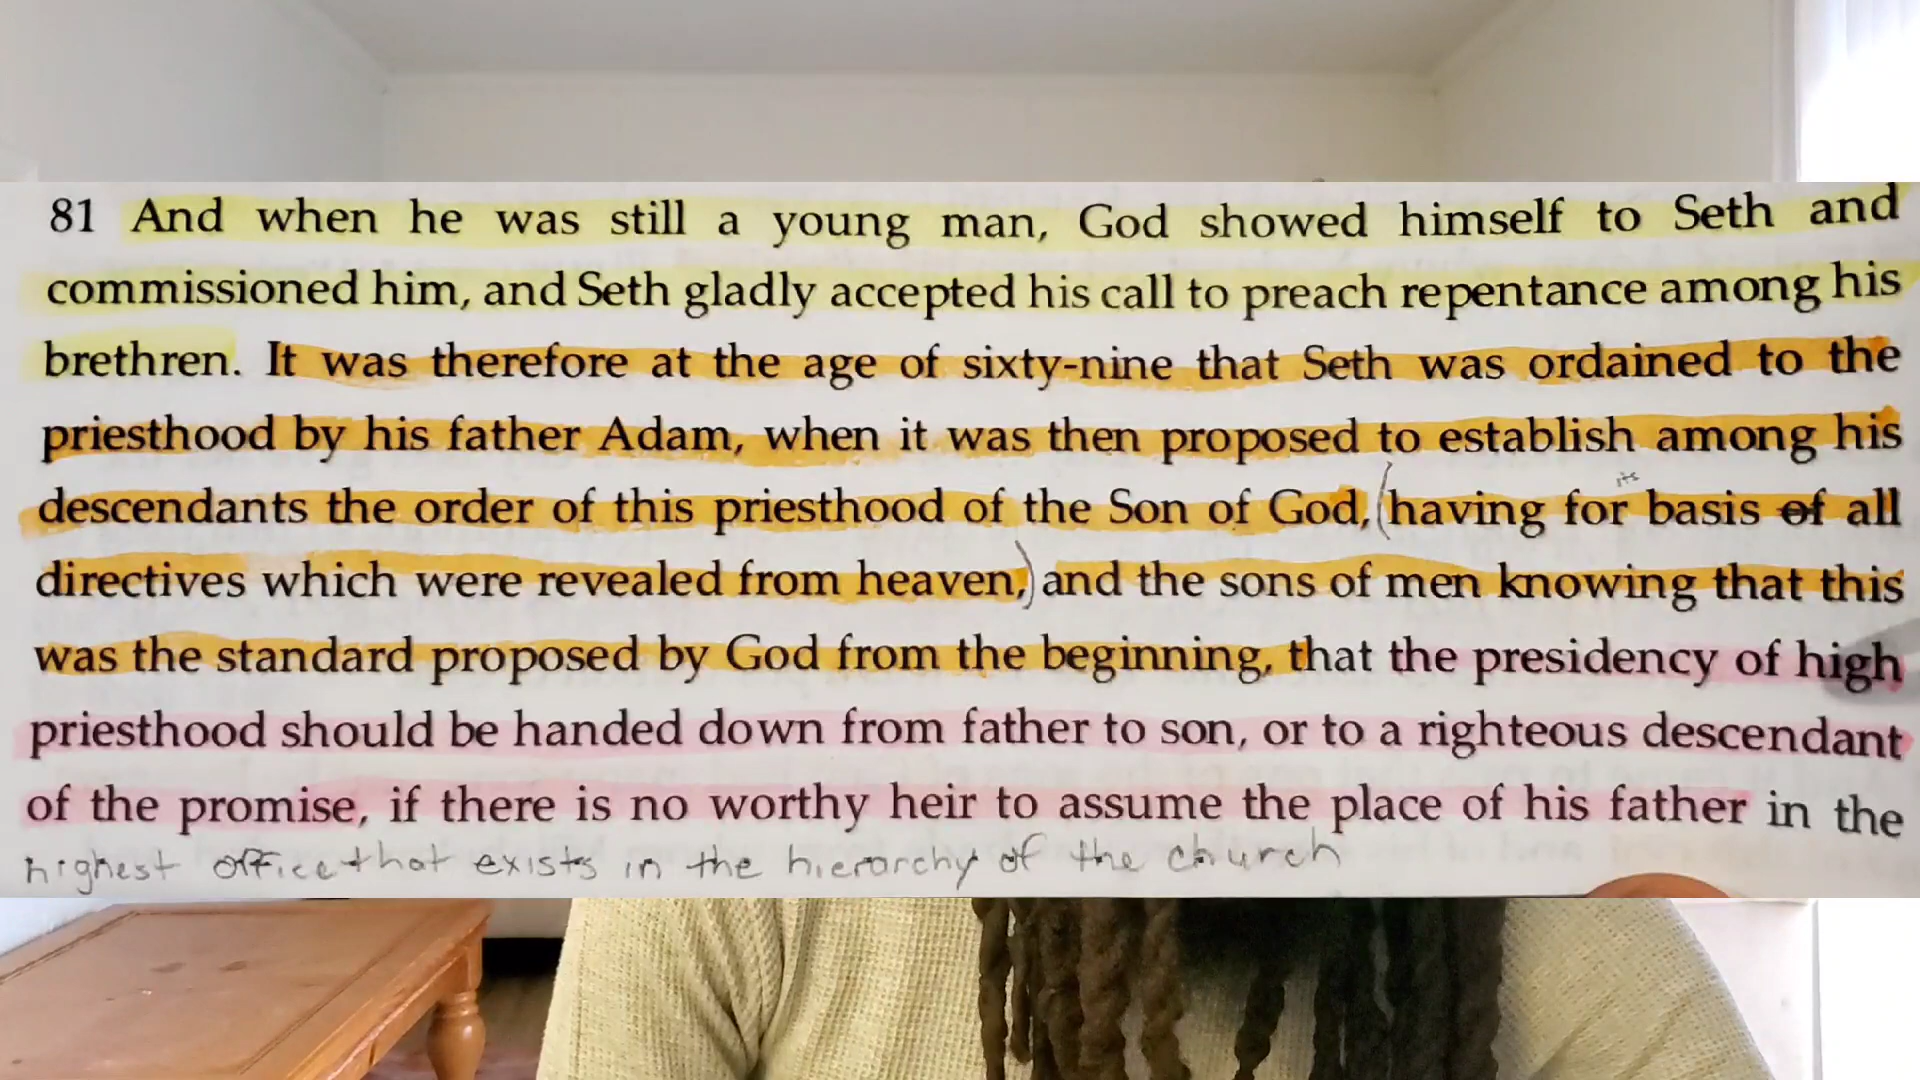 81 And when he was still a young man, God showed himself to Seth and
commissioned him, and Seth gladly accepted his call to preach repentance among his
brethren. It was therefore at the age of sixty-nine that Seth was ordained to the
priesthood by his father Adam, when it was then proposed to establish among his
its
descendants the order of this priesthood of the Son of God, (having for basis of all
directives which were revealed from heaven,) and the sons of men knowing that this
was the standard proposed by God from the beginning, that the presidency of high
priesthood should be handed down from father to son, or to a righteous descendant
of the promise, if there is no worthy heir to assume the place of his father in the
highest office that exists in the hierarchy of the church